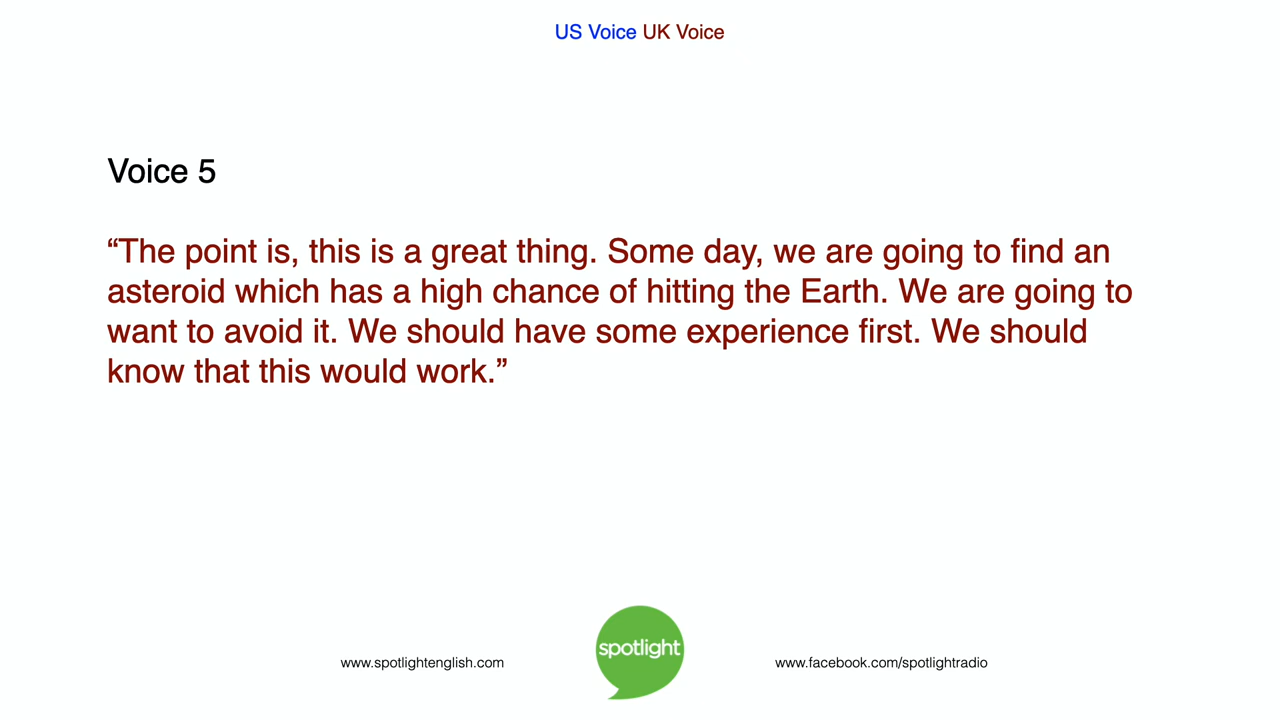 US Voice UK Voice
Voice 5
“The point is, this is a great thing. Some day, we are going to find an
asteroid which has a high chance of hitting the Earth. We are going to
want to avoid it. We should have some experience first. We should
know that this would work.”
www.spotlightenglish.com
spotlight
www.facebook.com/spotlightradio